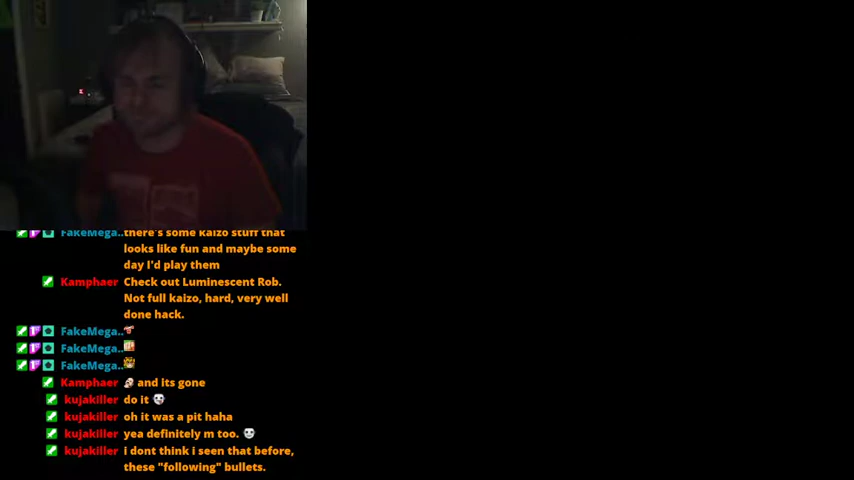 FakeMega.. there's some kaizo stuff that
looks like fun and maybe some
day I'd play them
Kamphaer Check out Luminescent Rob.
Not full kaizo, hard, very well
done hack.
FakeMega..
FakeMega..
FakeMega..
Kamphaer and its gone
kujakiller do it
kujakiller oh it was a pit haha
kujakiller yea definitely m too.
kujakiller i dont think i seen that before,
these "following" bullets.